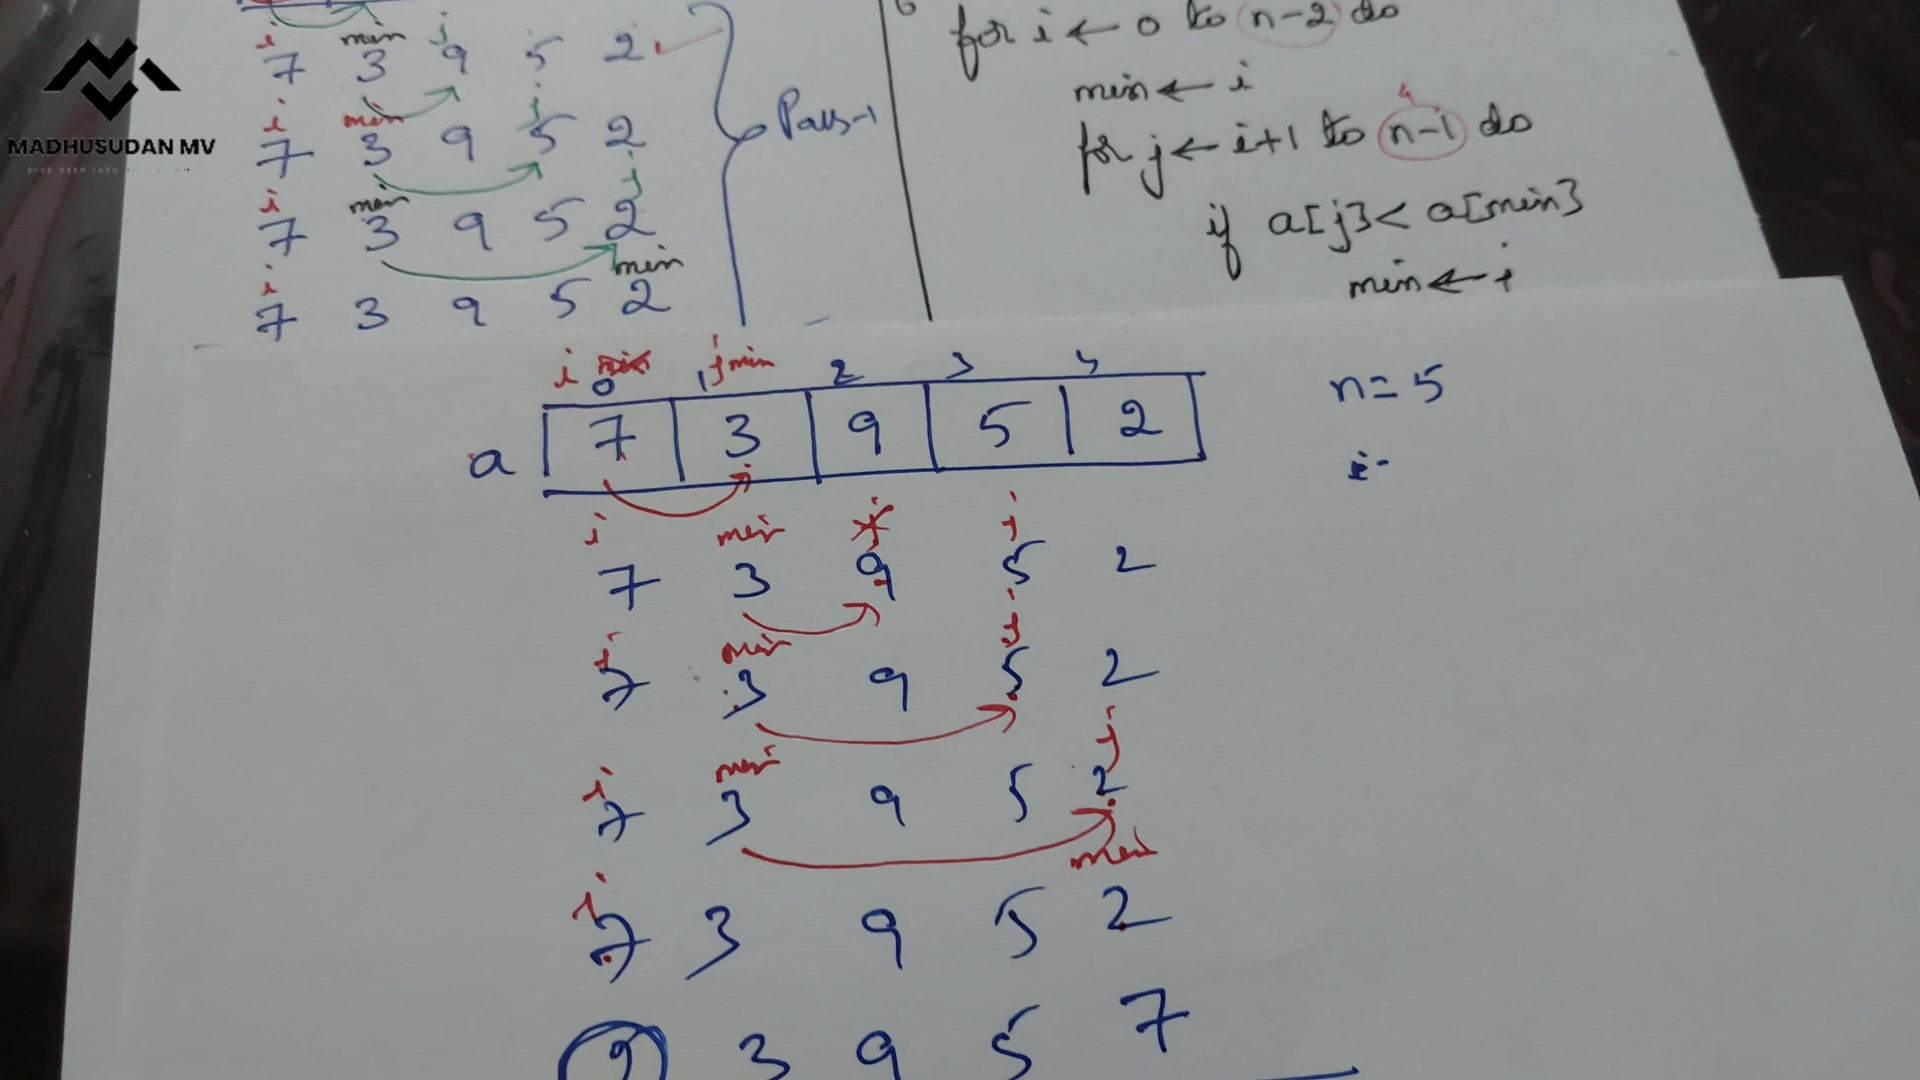 i min j
7 3 9 5 2
i min j
7 3 9 5 2
i min j
7 3 9 5 2
i min
7 3 9 5 2
Pass-1
for i ← 0 to n-2 do
min ← i
4
for j ← i+1 to n-1 do
if a[j] < a[min]
min ← j
MADHUSUDAN MV
i min j min
0 1 2 3 4
a 7 3 9 5 2
n = 5
i
i min j j
7 3 9 5 2
i min j
7 3 9 5 2
i min j
7 3 9 5 2
min
i
7 3 9 5 2
2 3 9 5 7